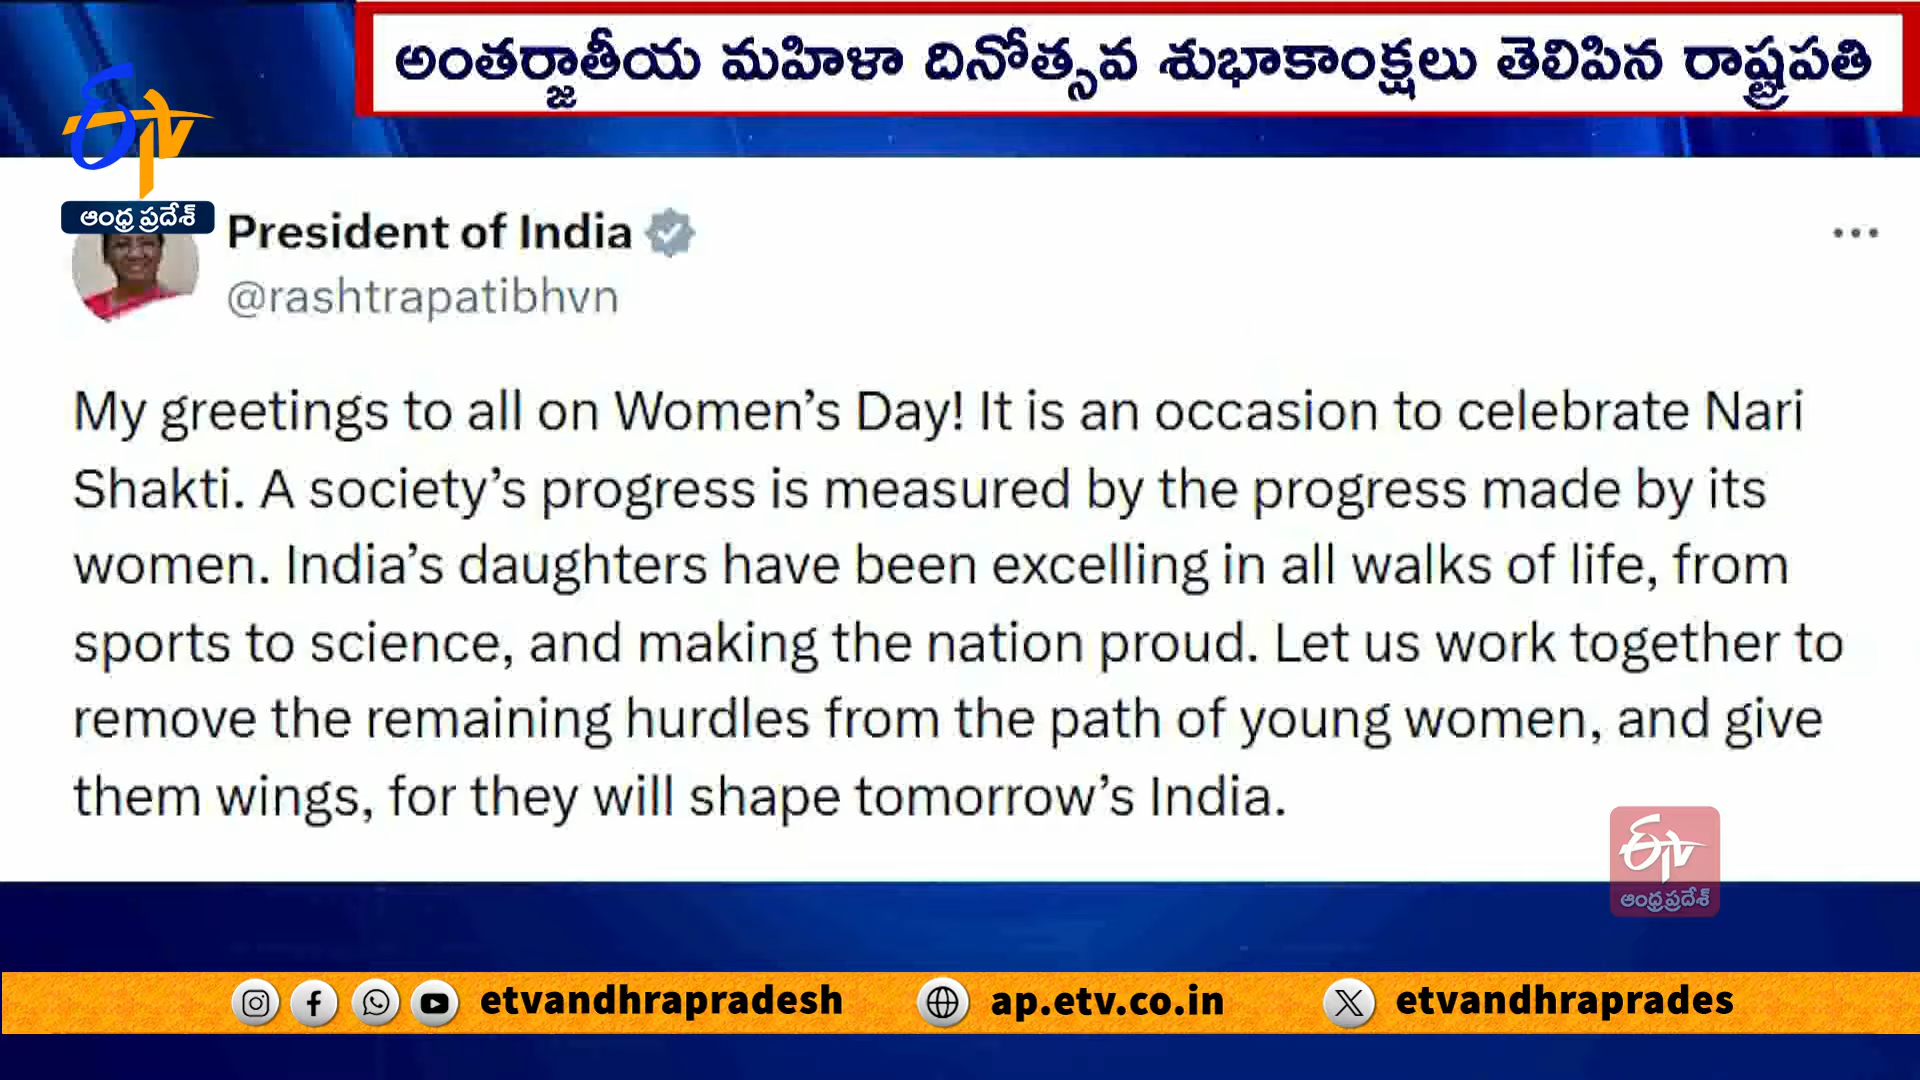 అంతర్జాతీయ మహిళా దినోత్సవ శుభాకాంక్షలు తెలిపిన రాష్ట్రపతి
ETV
ఆంధ్ర ప్రదేశ్
President of India
@rashtrapatibhvn
My greetings to all on Women’s Day! It is an occasion to celebrate Nari
Shakti. A society’s progress is measured by the progress made by its
women. India’s daughters have been excelling in all walks of life, from
sports to science, and making the nation proud. Let us work together to
remove the remaining hurdles from the path of young women, and give
them wings, for they will shape tomorrow’s India.
ETV
ఆంధ్రప్రదేశ్
etvandhrapradesh
ap.etv.co.in
etvandhraprades